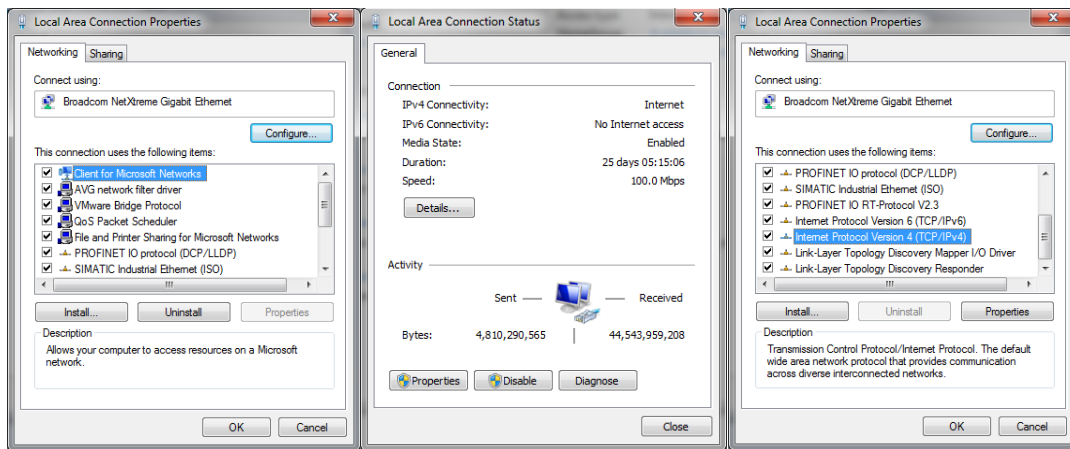 Local Area Connection Properties
Networking
Sharing
Connect using:
Broadcom NetXtreme Gigabit Ethernet
Configure...
This connection uses the following items:
Client for Microsoft Networks
AVG network filter driver
VMware Bridge Protocol
QoS Packet Scheduler
File and Printer Sharing for Microsoft Networks
PROFINET IO protocol (DCP/LLDP)
SIMATIC Industrial Ethernet (ISO)
Install... Uninstall Properties
Description
Allows your computer to access resources on a Microsoft
network.
OK Cancel
Local Area Connection Status
General
Connection
IPv4 Connectivity: Internet
IPv6 Connectivity: No Internet access
Media State: Enabled
Duration: 25 days 05:15:06
Speed: 100.0 Mbps
Details...
Activity
Sent Received
Bytes: 4,810,290,565 44,543,959,208
Properties Disable Diagnose
Close
Local Area Connection Properties
Networking
Sharing
Connect using:
Broadcom NetXtreme Gigabit Ethernet
Configure...
This connection uses the following items:
PROFINET IO protocol (DCP/LLDP)
SIMATIC Industrial Ethernet (ISO)
PROFINET IO RT-Protocol V2.3
Internet Protocol Version 6 (TCP/IPv6)
Internet Protocol Version 4 (TCP/IPv4)
Link-Layer Topology Discovery Mapper I/O Driver
Link-Layer Topology Discovery Responder
Install... Uninstall Properties
Description
Transmission Control Protocol/Internet Protocol. The default
wide area network protocol that provides communication
across diverse interconnected networks.
OK Cancel